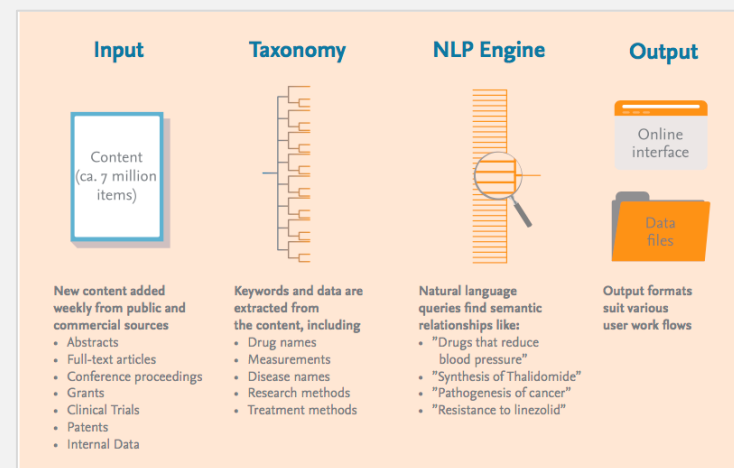 Input
Content
(ca. 7 million
items)
New content added
weekly from public and
commercial sources
• Abstracts
• Full-text articles
• Conference proceedings
• Grants
• Clinical Trials
• Patents
• Internal Data
Taxonomy
Keywords and data are
extracted from
the content, including
• Drug names
• Measurements
• Disease names
• Research methods
• Treatment methods
NLP Engine
Natural language
queries find semantic
relationships like:
• ”Drugs that reduce
blood pressure”
• ”Synthesis of Thalidomide”
• ”Pathogenesis of cancer”
• ”Resistance to linezolid”
Output
Online
interface
Data
files
Output formats
suit various
user work flows